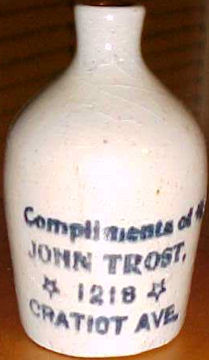 Compliments of
JOHN TROST,
☆ 1218 ☆
GRATIOT AVE.